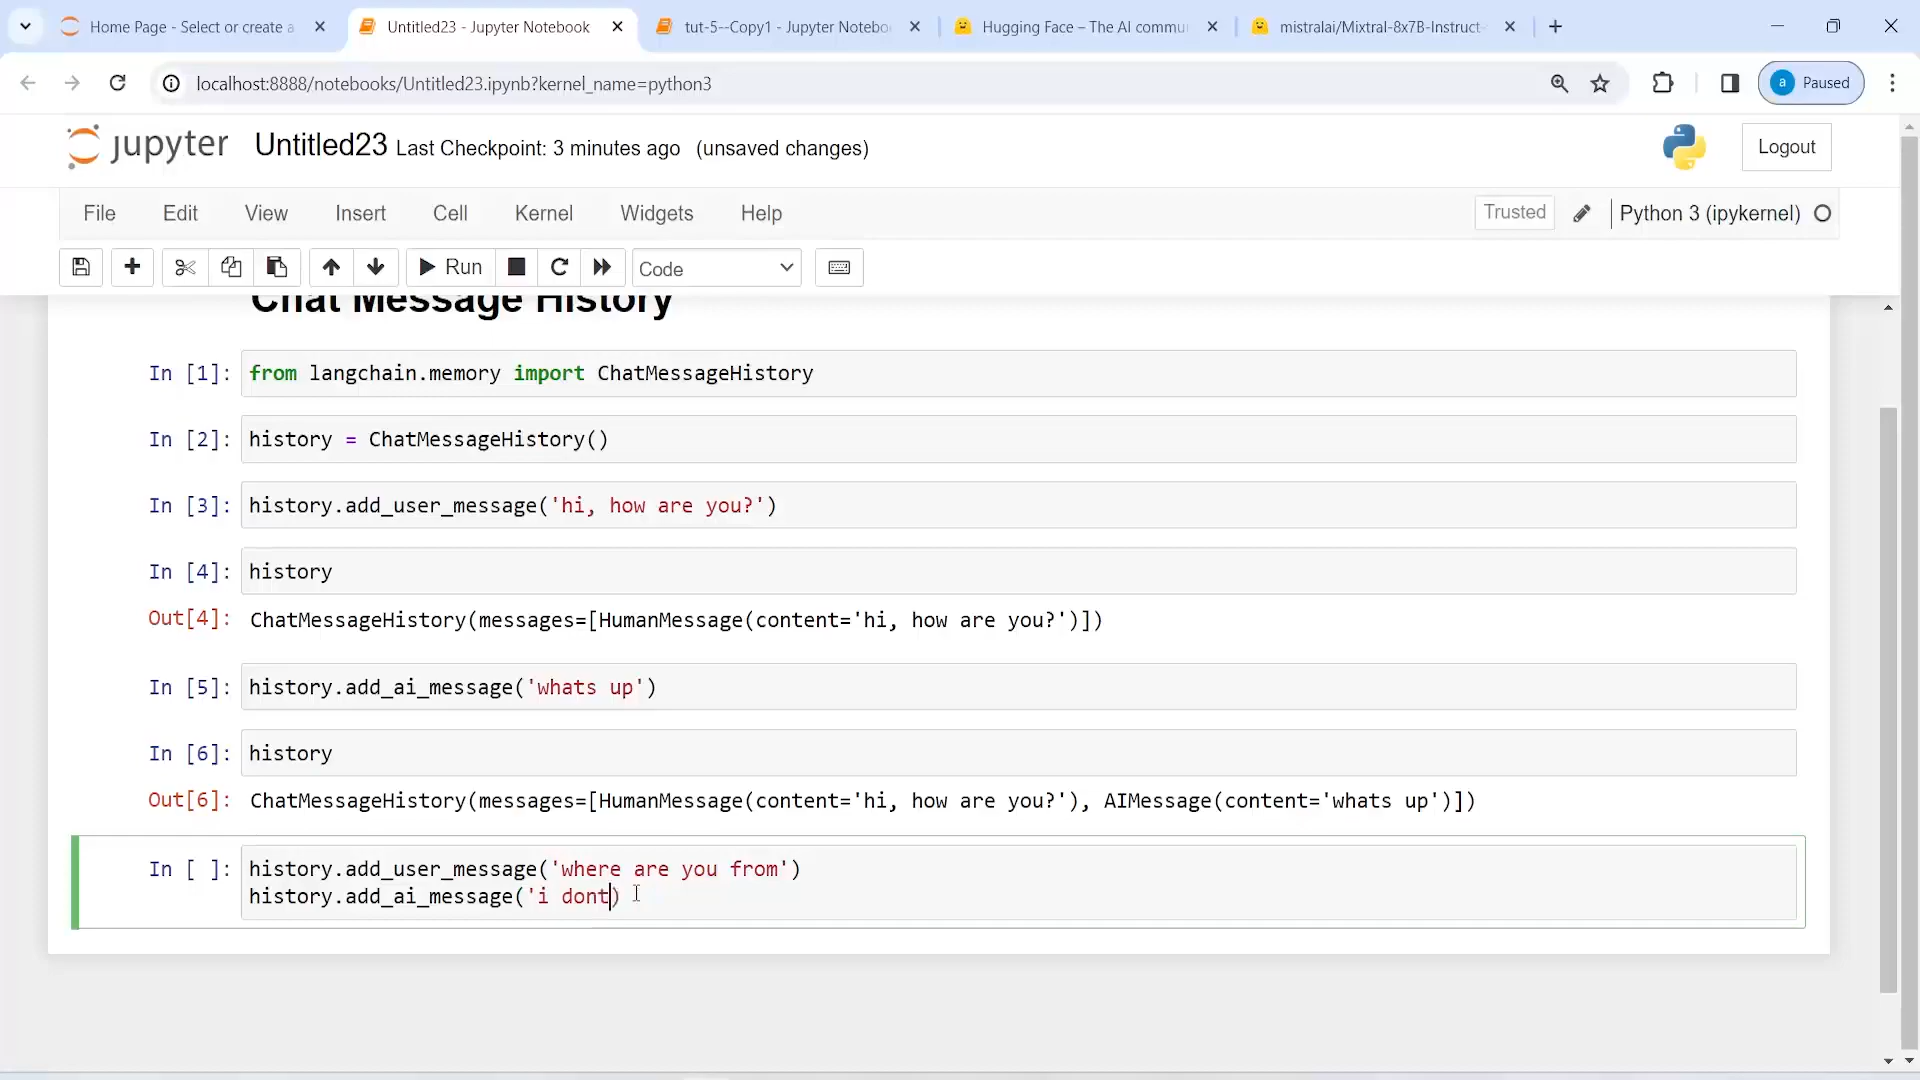 Home Page - Select or create a
Untitled23 - Jupyter Notebook
tut-5--Copy1 - Jupyter Notebo
Hugging Face – The AI commu
mistralai/Mixtral-8x7B-Instruct-
localhost:8888/notebooks/Untitled23.ipynb?kernel_name=python3
a Paused
jupyter Untitled23 Last Checkpoint: 3 minutes ago (unsaved changes)
Logout
File Edit View Insert Cell Kernel Widgets Help
Trusted Python 3 (ipykernel)
Run Code
Chat Message History
In [1]: from langchain.memory import ChatMessageHistory
In [2]: history = ChatMessageHistory()
In [3]: history.add_user_message('hi, how are you?')
In [4]: history
Out[4]: ChatMessageHistory(messages=[HumanMessage(content='hi, how are you?')])
In [5]: history.add_ai_message('whats up')
In [6]: history
Out[6]: ChatMessageHistory(messages=[HumanMessage(content='hi, how are you?'), AIMessage(content='whats up')])
In [ ]: history.add_user_message('where are you from')
history.add_ai_message('i dont)